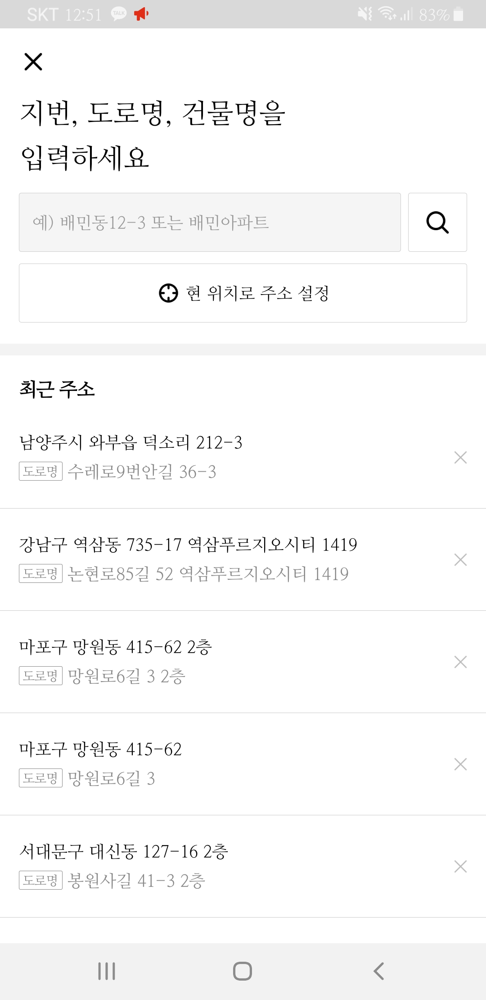 SKT 12:51 TALK 83%
지번, 도로명, 건물명을
입력하세요
예) 배민동12-3 또는 배민아파트
현 위치로 주소 설정
최근 주소
남양주시 와부읍 덕소리 212-3
도로명 수레로9번안길 36-3
강남구 역삼동 735-17 역삼푸르지오시티 1419
도로명 논현로85길 52 역삼푸르지오시티 1419
마포구 망원동 415-62 2층
도로명 망원로6길 3 2층
마포구 망원동 415-62
도로명 망원로6길 3
서대문구 대신동 127-16 2층
도로명 봉원사길 41-3 2층